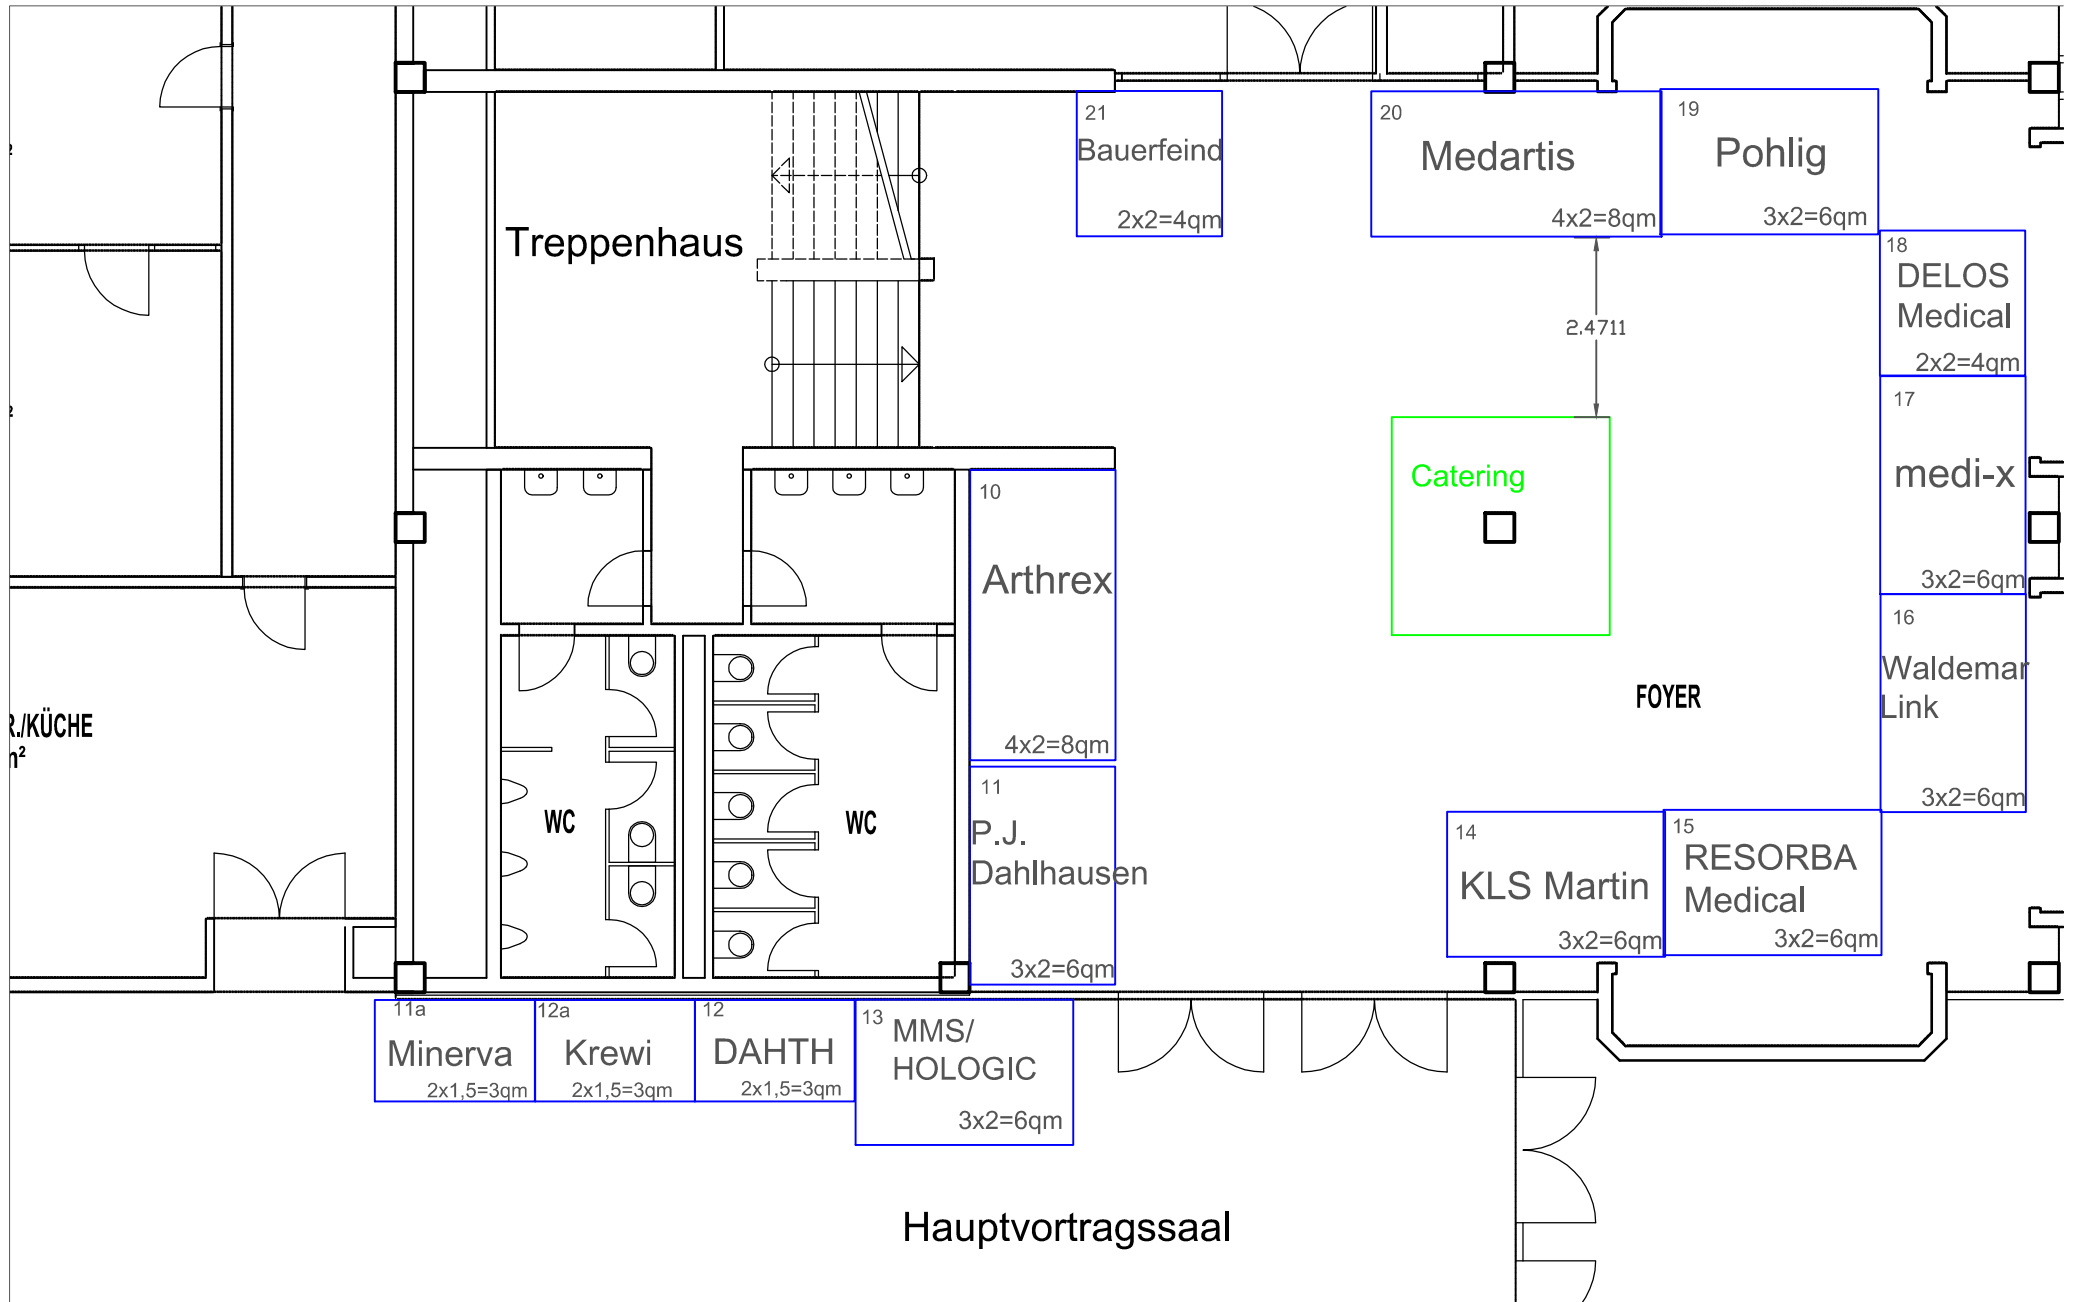 21
Bauerfeind
2x2=4qm
20
Medartis
4x2=8qm
19
Pohlig
3x2=6qm
Treppenhaus
18
DELOS
Medical
2x2=4qm
2.4711
17
medi-x
3x2=6qm
Catering
10
Arthrex
4x2=8qm
16
Waldemar
Link
3x2=6qm
FOYER
R./KÜCHE
m²
WC
WC
11
P.J.
Dahlhausen
3x2=6qm
14
KLS Martin
3x2=6qm
15
RESORBA
Medical
3x2=6qm
11a
Minerva
2x1,5=3qm
12a
Krewi
2x1,5=3qm
12
DAHTH
2x1,5=3qm
13
MMS/
HOLOGIC
3x2=6qm
Hauptvortragssaal